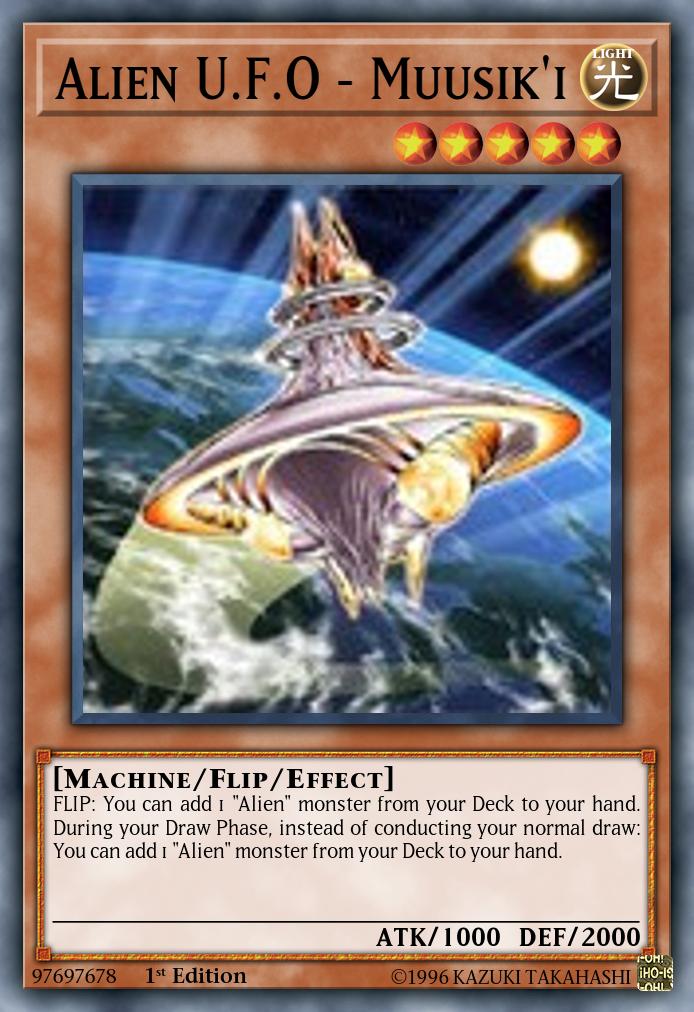 Alien U.F.O - Muusik'i
LIGHT
光
[Machine/Flip/Effect]
FLIP: You can add 1 "Alien" monster from your Deck to your hand.
During your Draw Phase, instead of conducting your normal draw:
You can add 1 "Alien" monster from your Deck to your hand.
ATK/1000 DEF/2000
97697678 1st Edition ©1996 KAZUKI TAKAHASHI